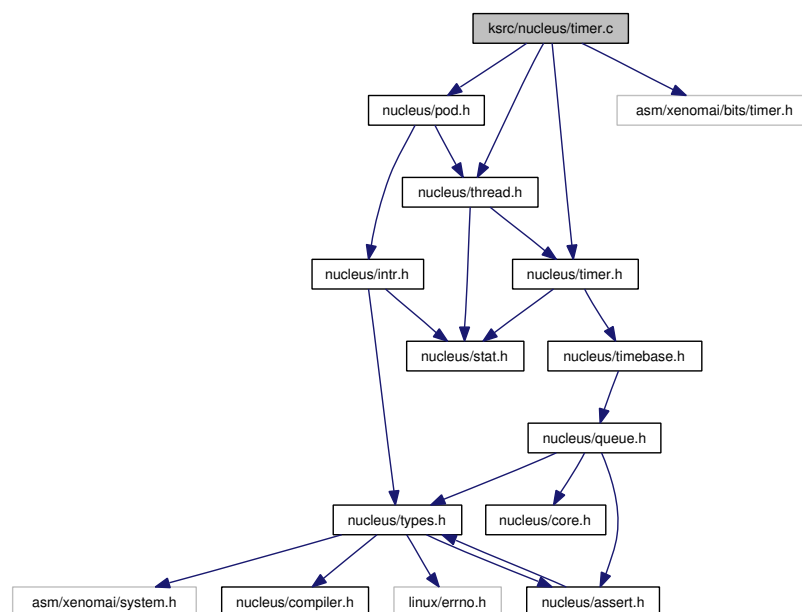 ksrc/nucleus/timer.c
nucleus/pod.h
asm/xenomai/bits/timer.h
nucleus/thread.h
nucleus/intr.h
nucleus/timer.h
nucleus/stat.h
nucleus/timebase.h
nucleus/queue.h
nucleus/types.h
nucleus/core.h
asm/xenomai/system.h
nucleus/compiler.h
linux/errno.h
nucleus/assert.h